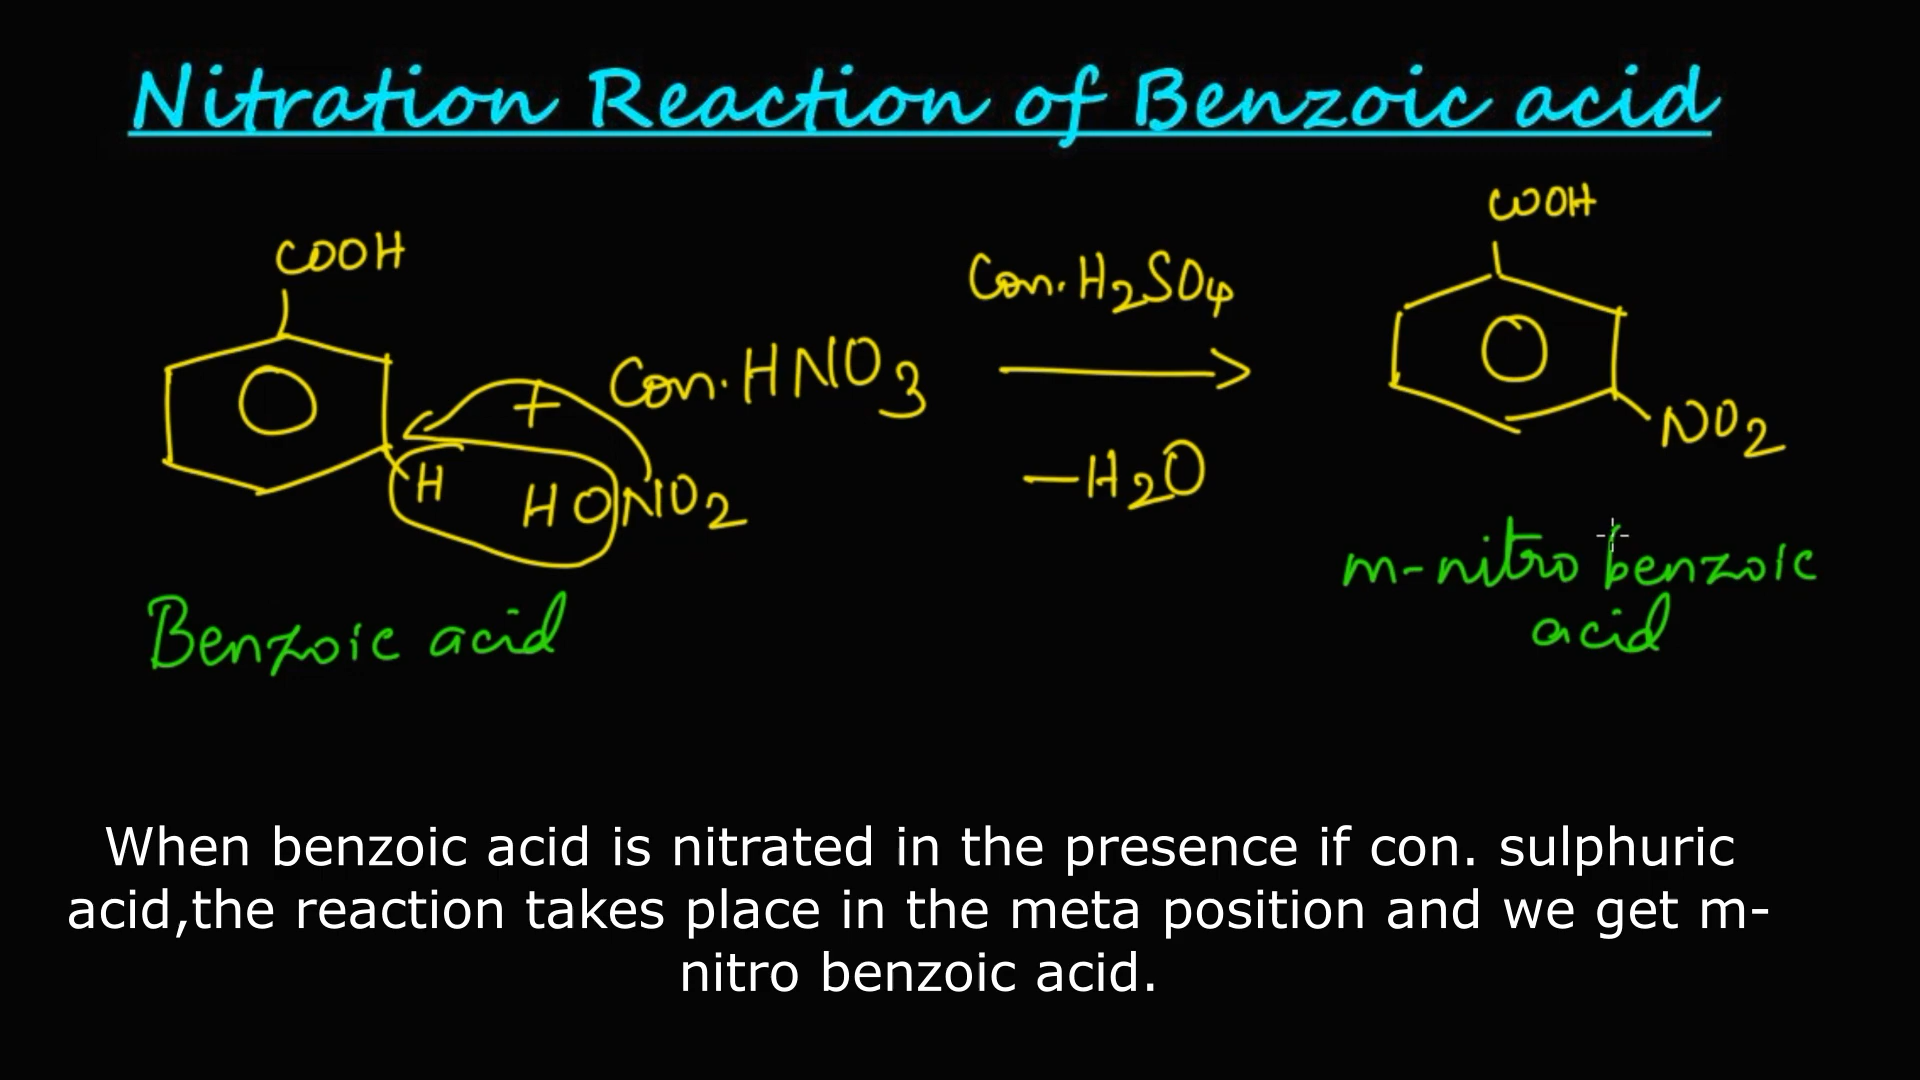 Nitration Reaction of Benzoic acid
COOH
COOH
Con. H2SO4
+ Con. HNO3
NO2
H HONO2
–H2O
m-nitro benzoic
acid
Benzoic acid
When benzoic acid is nitrated in the presence if con. sulphuric
acid,the reaction takes place in the meta position and we get m-
nitro benzoic acid.